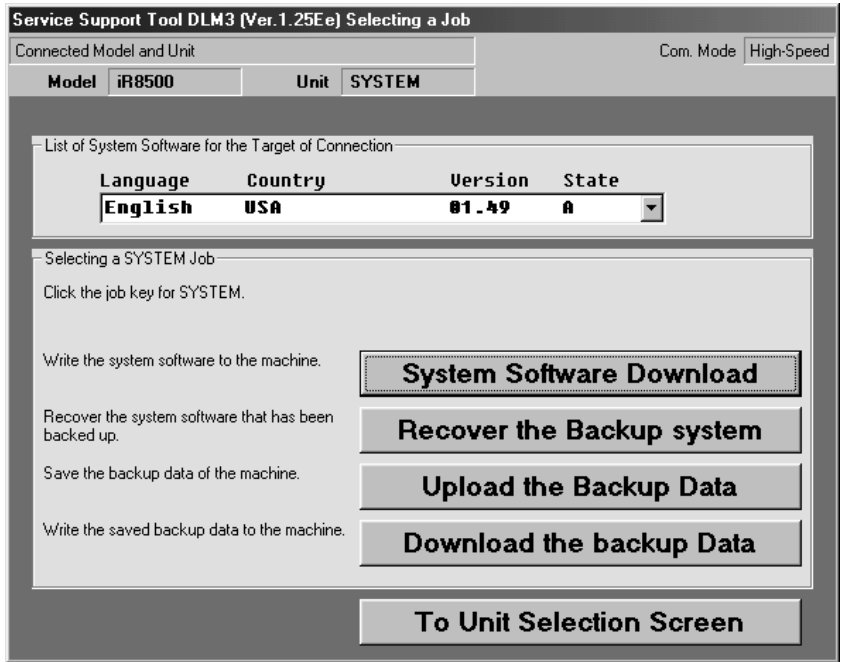 Service Support Tool DLM3 (Ver.1.25Ee) Selecting a Job
Connected Model and Unit
Com. Mode High-Speed
Model iR8500 Unit SYSTEM
List of System Software for the Target of Connection
Language Country Version State
English USA 01.49 A
Selecting a SYSTEM Job
Click the job key for SYSTEM.
Write the system software to the machine.
System Software Download
Recover the system software that has been
backed up.
Recover the Backup system
Save the backup data of the machine.
Upload the Backup Data
Write the saved backup data to the machine.
Download the backup Data
To Unit Selection Screen